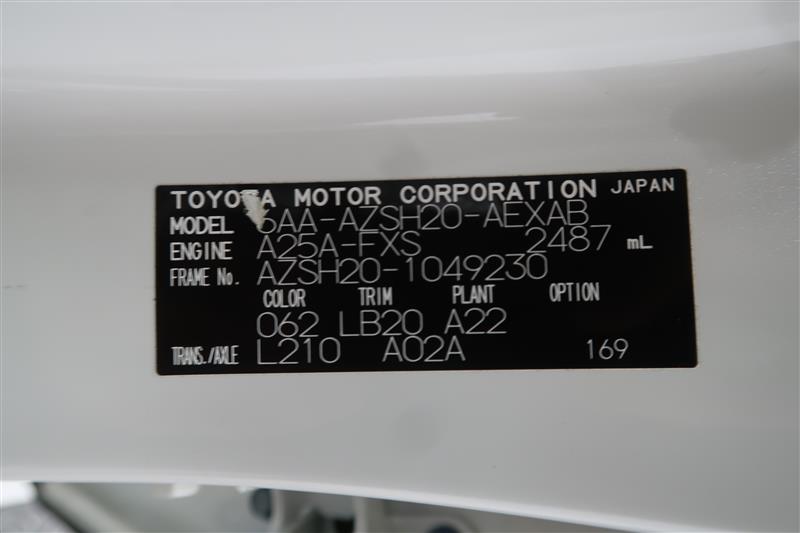 TOYOTA MOTOR CORPORATION JAPAN
MODEL 6AA-AZSH20-AEXAB
ENGINE A25A-FXS 2487 mL
FRAME No. AZSH20-1049230
COLOR TRIM PLANT OPTION
062 LB20 A22
TRANS./AXLE L210 A02A 169